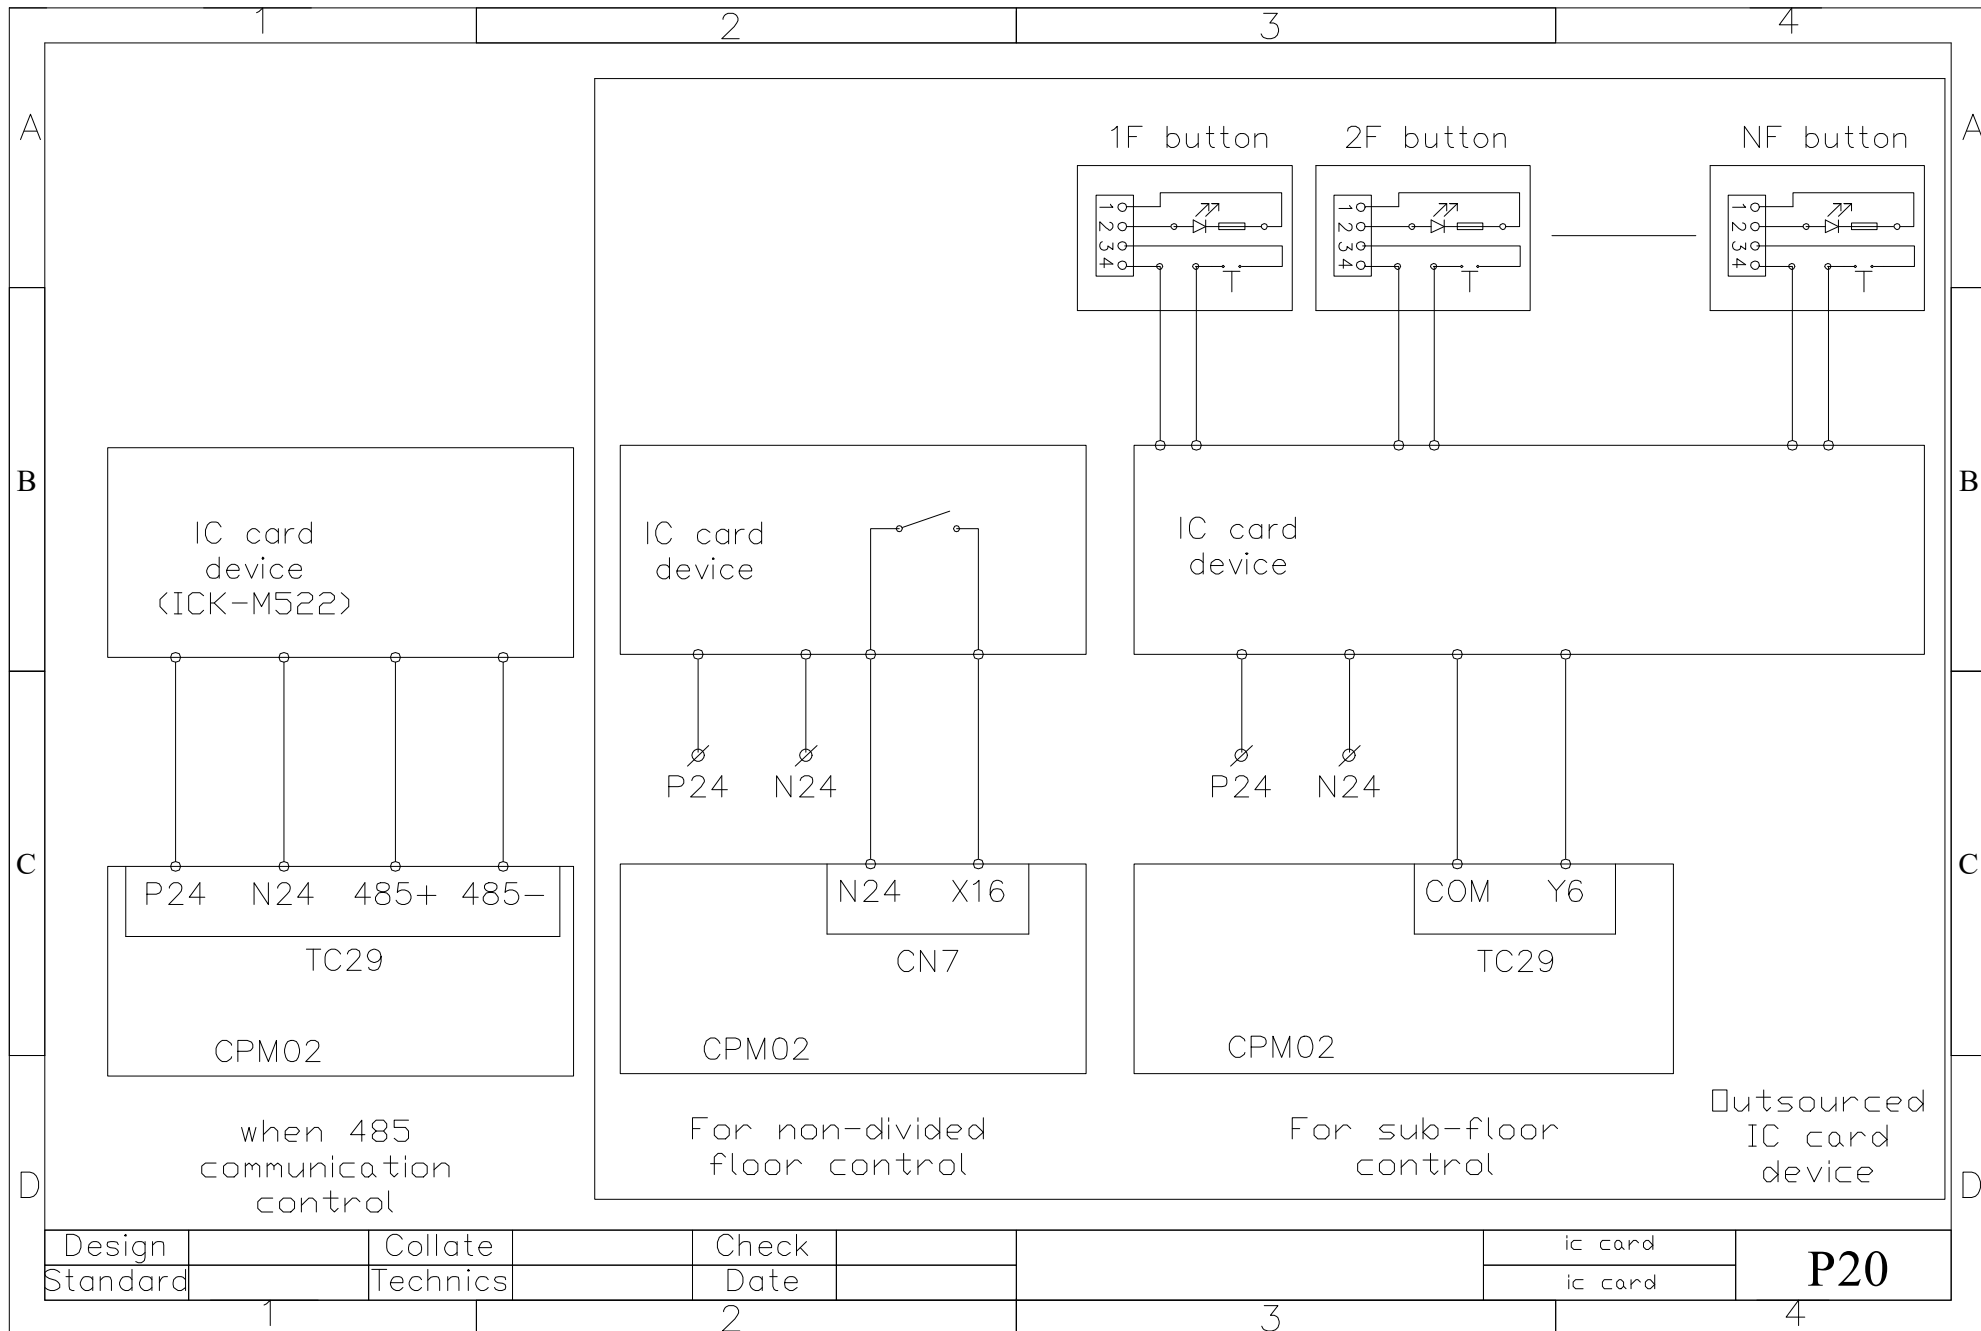 1 2 3 4
A A
1F button 2F button NF button
1 2 3 4
1 2 3 4
1 2 3 4
B B
IC card
device
(ICK-M522)
IC card
device
IC card
device
P24 N24
P24 N24
C C
P24 N24 485+ 485-
TC29
CPM02
N24 X16
CN7
CPM02
COM Y6
TC29
CPM02
when 485
communication
control
For non-divided
floor control
For sub-floor
control
Outsourced
IC card
device
D D
Design Collate Check ic card
Standard Technics Date ic card
P20
1 2 3 4